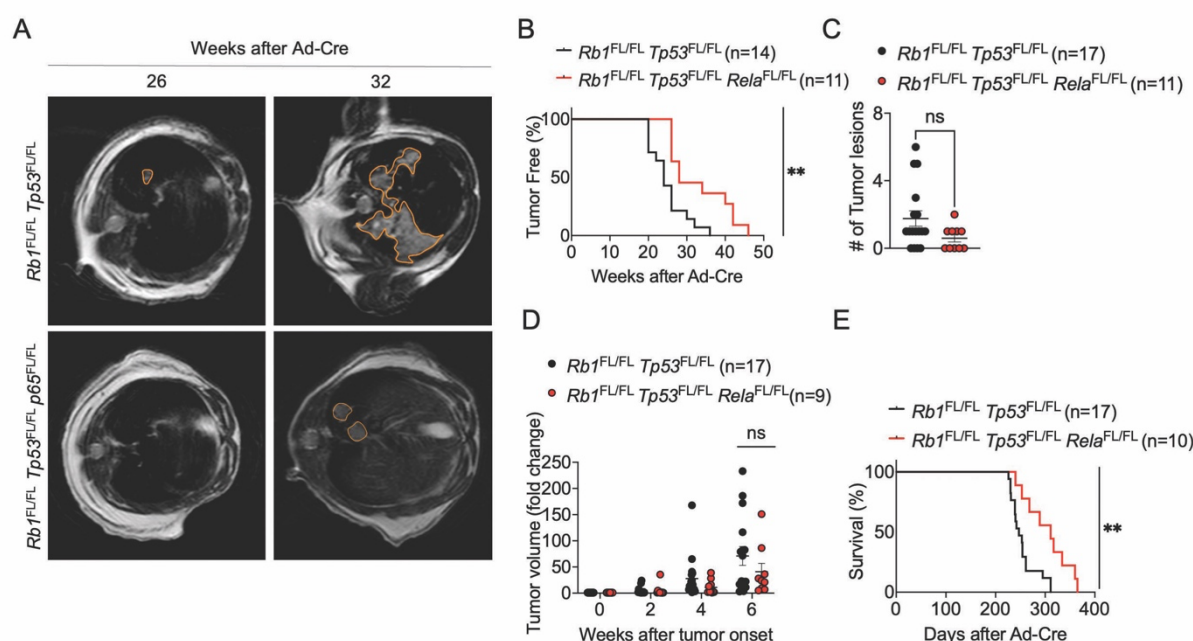 A
Weeks after Ad-Cre
26
32
Rb1FL/FL Tp53FL/FL
Rb1FL/FL Tp53FL/FL p65FL/FL
B
Rb1FL/FL Tp53FL/FL (n=14)
Rb1FL/FL Tp53FL/FL RelaFL/FL (n=11)
Tumor Free (%)
100
50
0
0 10 20 30 40 50
Weeks after Ad-Cre
**
C
Rb1FL/FL Tp53FL/FL (n=17)
Rb1FL/FL Tp53FL/FL RelaFL/FL (n=11)
# of Tumor lesions
8
4
0
ns
D
Rb1FL/FL Tp53FL/FL (n=17)
Rb1FL/FL Tp53FL/FL RelaFL/FL (n=9)
Tumor volume (fold change)
250
200
150
100
50
0
ns
0 2 4 6
Weeks after tumor onset
E
Rb1FL/FL Tp53FL/FL (n=17)
Rb1FL/FL Tp53FL/FL RelaFL/FL (n=10)
Survival (%)
100
50
0
0 100 200 300 400
Days after Ad-Cre
**